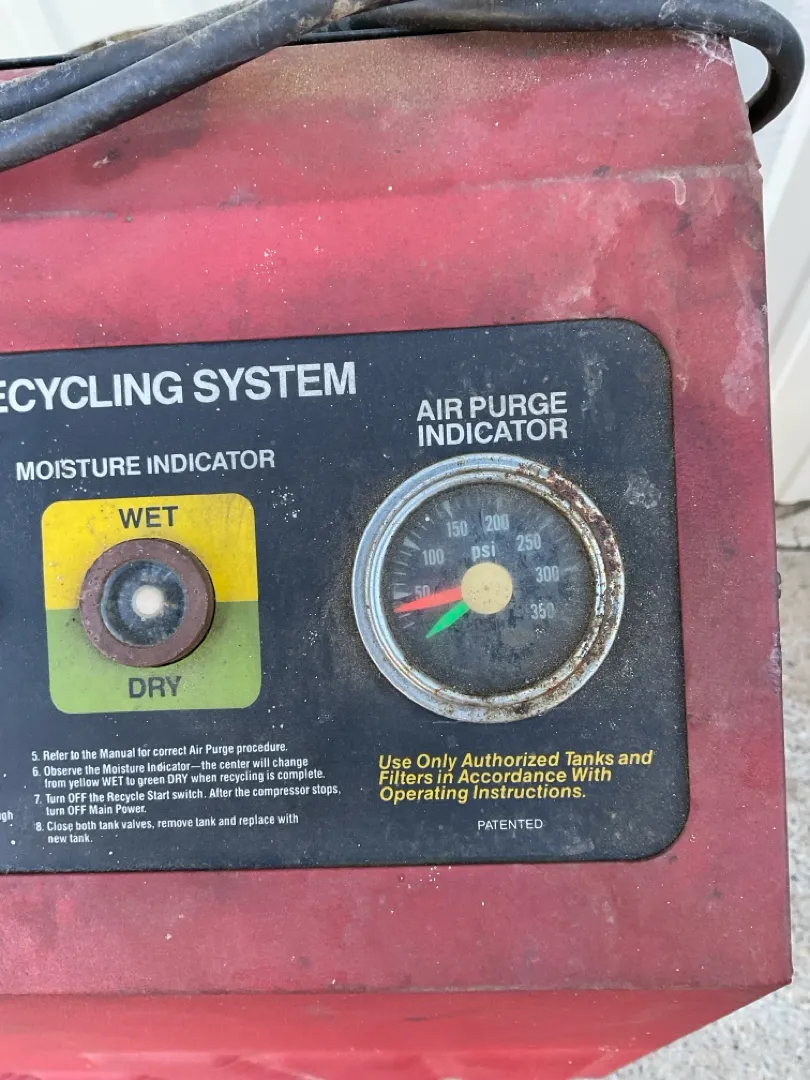 ECYCLING SYSTEM
AIR PURGE
INDICATOR
MOISTURE INDICATOR
WET
DRY
50
100
150
200
250
300
350
psi
5. Refer to the Manual for correct Air Purge procedure.
6. Observe the Moisture Indicator—the center will change
from yellow WET to green DRY when recycling is complete.
7. Turn OFF the Recycle Start switch. After the compressor stops,
turn OFF Main Power.
8. Close both tank valves, remove tank and replace with
new tank.
gh
Use Only Authorized Tanks and
Filters in Accordance With
Operating Instructions.
PATENTED